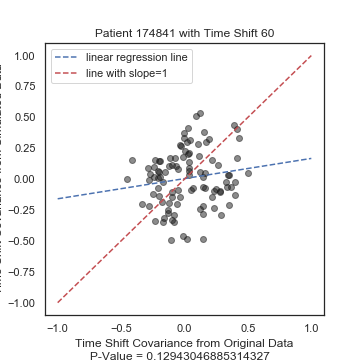 Patient 174841 with Time Shift 60
linear regression line
line with slope=1
1.00
0.75
0.50
0.25
0.00
−0.25
−0.50
−0.75
−1.00
−1.0
−0.5
0.0
0.5
1.0
Time Shift Covariance from Original Data
P-Value = 0.12943046885314327